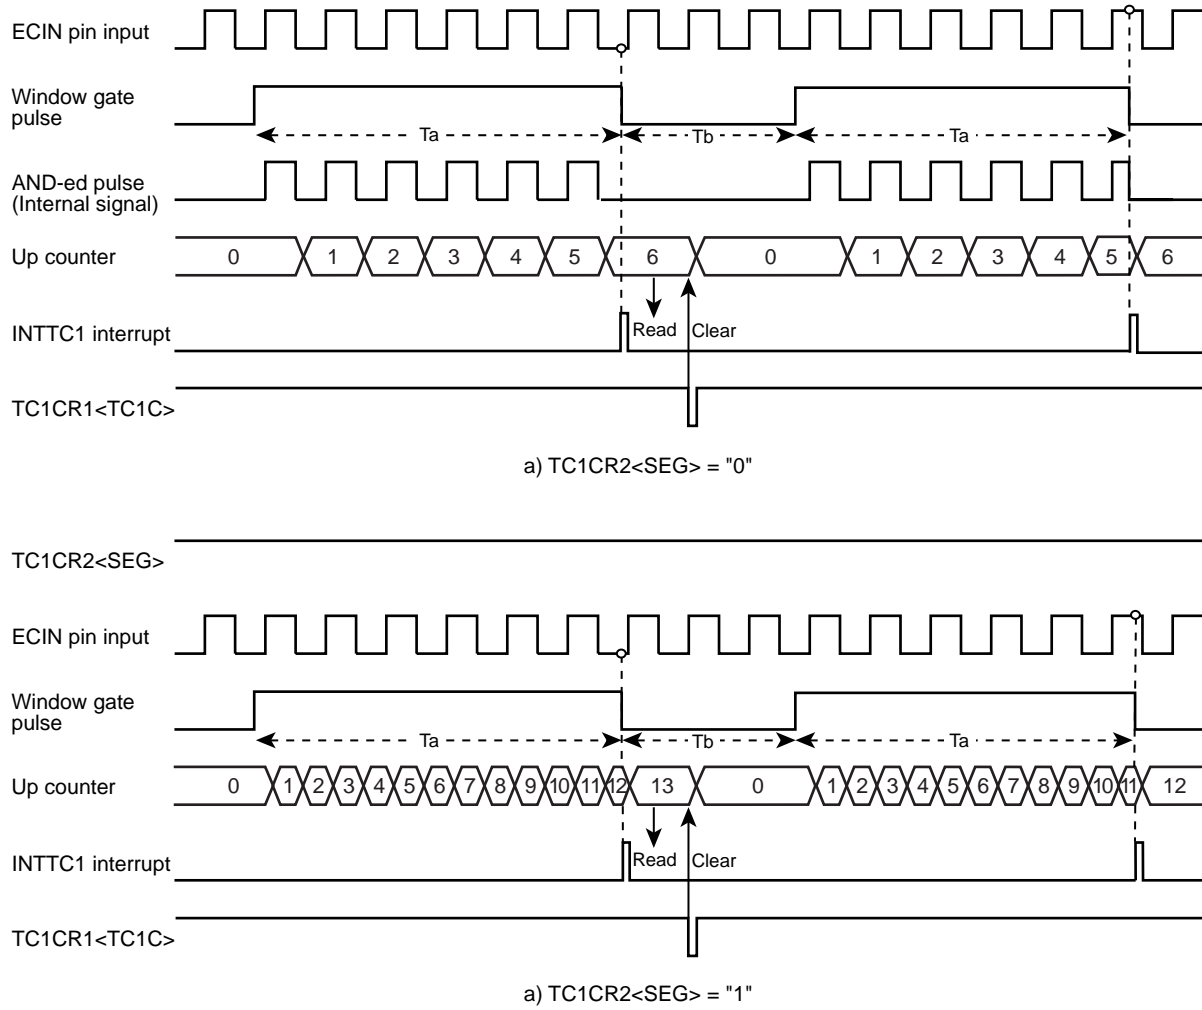 ECIN pin input
Window gate
pulse
Ta
Tb
Ta
AND-ed pulse
(Internal signal)
Up counter
0 1 2 3 4 5 6 0 1 2 3 4 5 6
INTTC1 interrupt
Read
Clear
TC1CR1<TC1C>
a) TC1CR2<SEG> = "0"
TC1CR2<SEG>
ECIN pin input
Window gate
pulse
Ta
Tb
Ta
Up counter
0 1 2 3 4 5 6 7 8 9 10 11 12 13 0 1 2 3 4 5 6 7 8 9 10 11 12
INTTC1 interrupt
Read
Clear
TC1CR1<TC1C>
a) TC1CR2<SEG> = "1"